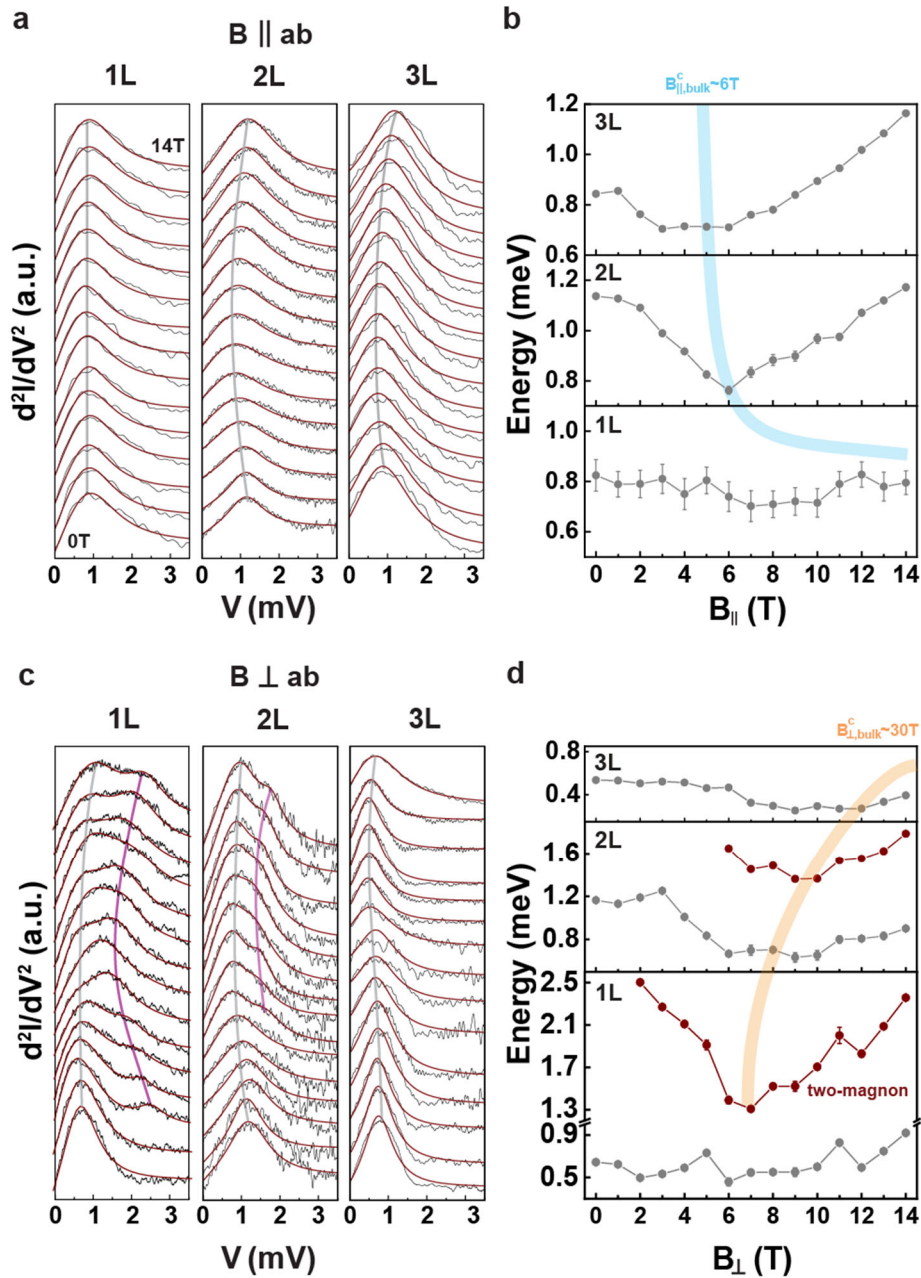 a
B || ab
1L 2L 3L
14T
0T
d²I/dV² (a.u.)
0 1 2 3 0 1 2 3 0 1 2 3
V (mV)
b
B^c_||,bulk~6T
3L
1.2
1.0
0.8
0.6
2L
1.2
1.0
0.8
1L
1.0
0.8
0.6
Energy (meV)
0 2 4 6 8 10 12 14
B_|| (T)
c
B ⊥ ab
1L 2L 3L
d²I/dV² (a.u.)
0 1 2 3 0 1 2 3 0 1 2 3
V (mV)
d
B^c_⊥,bulk~30T
3L
0.8
0.4
2L
1.6
1.2
0.8
1L
2.5
2.1
1.7
1.3
0.9
0.5
two-magnon
Energy (meV)
0 2 4 6 8 10 12 14
B_⊥ (T)